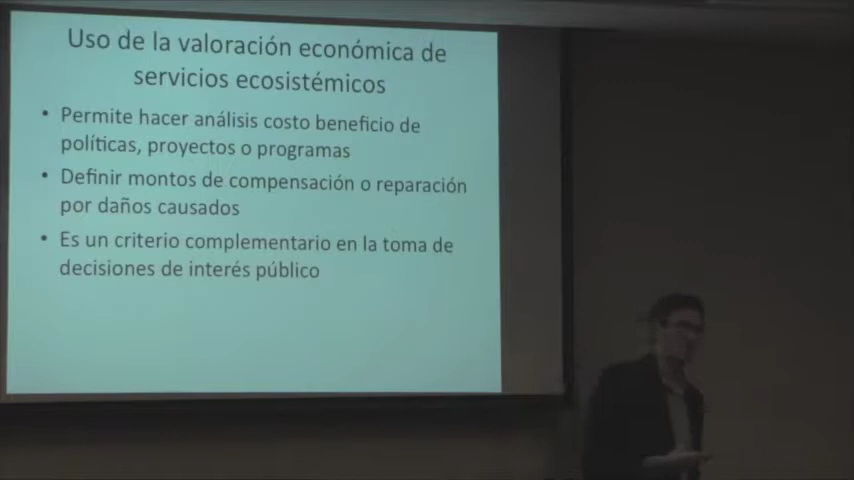 Uso de la valoración económica de
servicios ecosistémicos
• Permite hacer análisis costo beneficio de
políticas, proyectos o programas
• Definir montos de compensación o reparación
por daños causados
• Es un criterio complementario en la toma de
decisiones de interés público